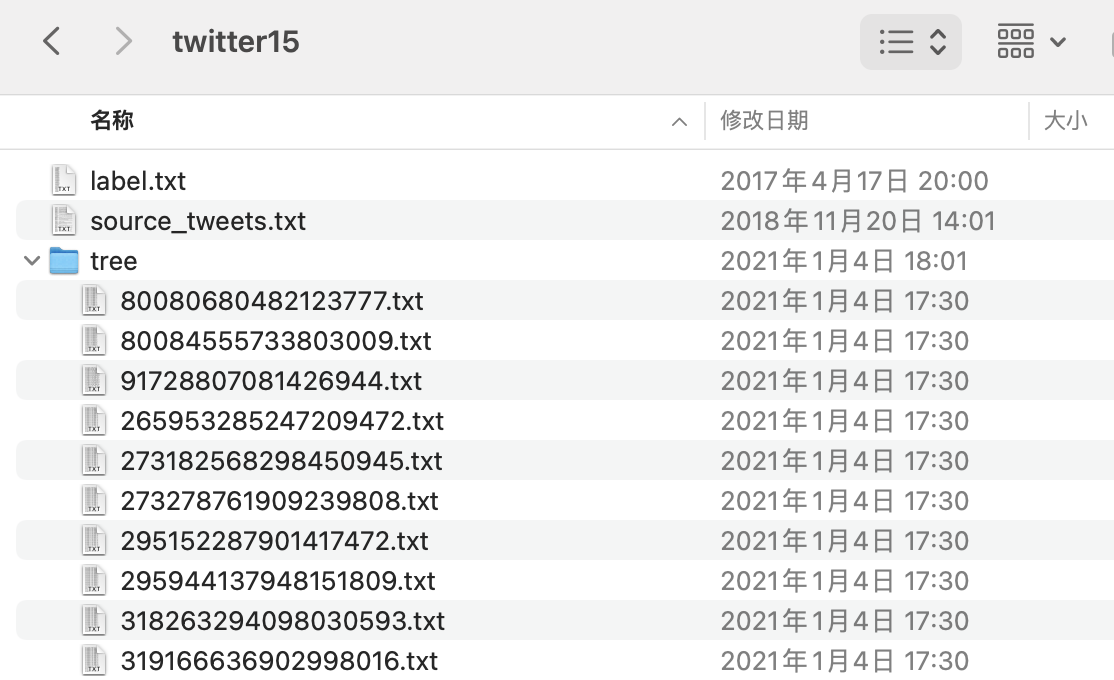 twitter15
名称 修改日期 大小
label.txt 2017年4月17日 20:00
source_tweets.txt 2018年11月20日 14:01
tree 2021年1月4日 18:01
80080680482123777.txt 2021年1月4日 17:30
80084555733803009.txt 2021年1月4日 17:30
91728807081426944.txt 2021年1月4日 17:30
265953285247209472.txt 2021年1月4日 17:30
273182568298450945.txt 2021年1月4日 17:30
273278761909239808.txt 2021年1月4日 17:30
295152287901417472.txt 2021年1月4日 17:30
295944137948151809.txt 2021年1月4日 17:30
318263294098030593.txt 2021年1月4日 17:30
319166636902998016.txt 2021年1月4日 17:30